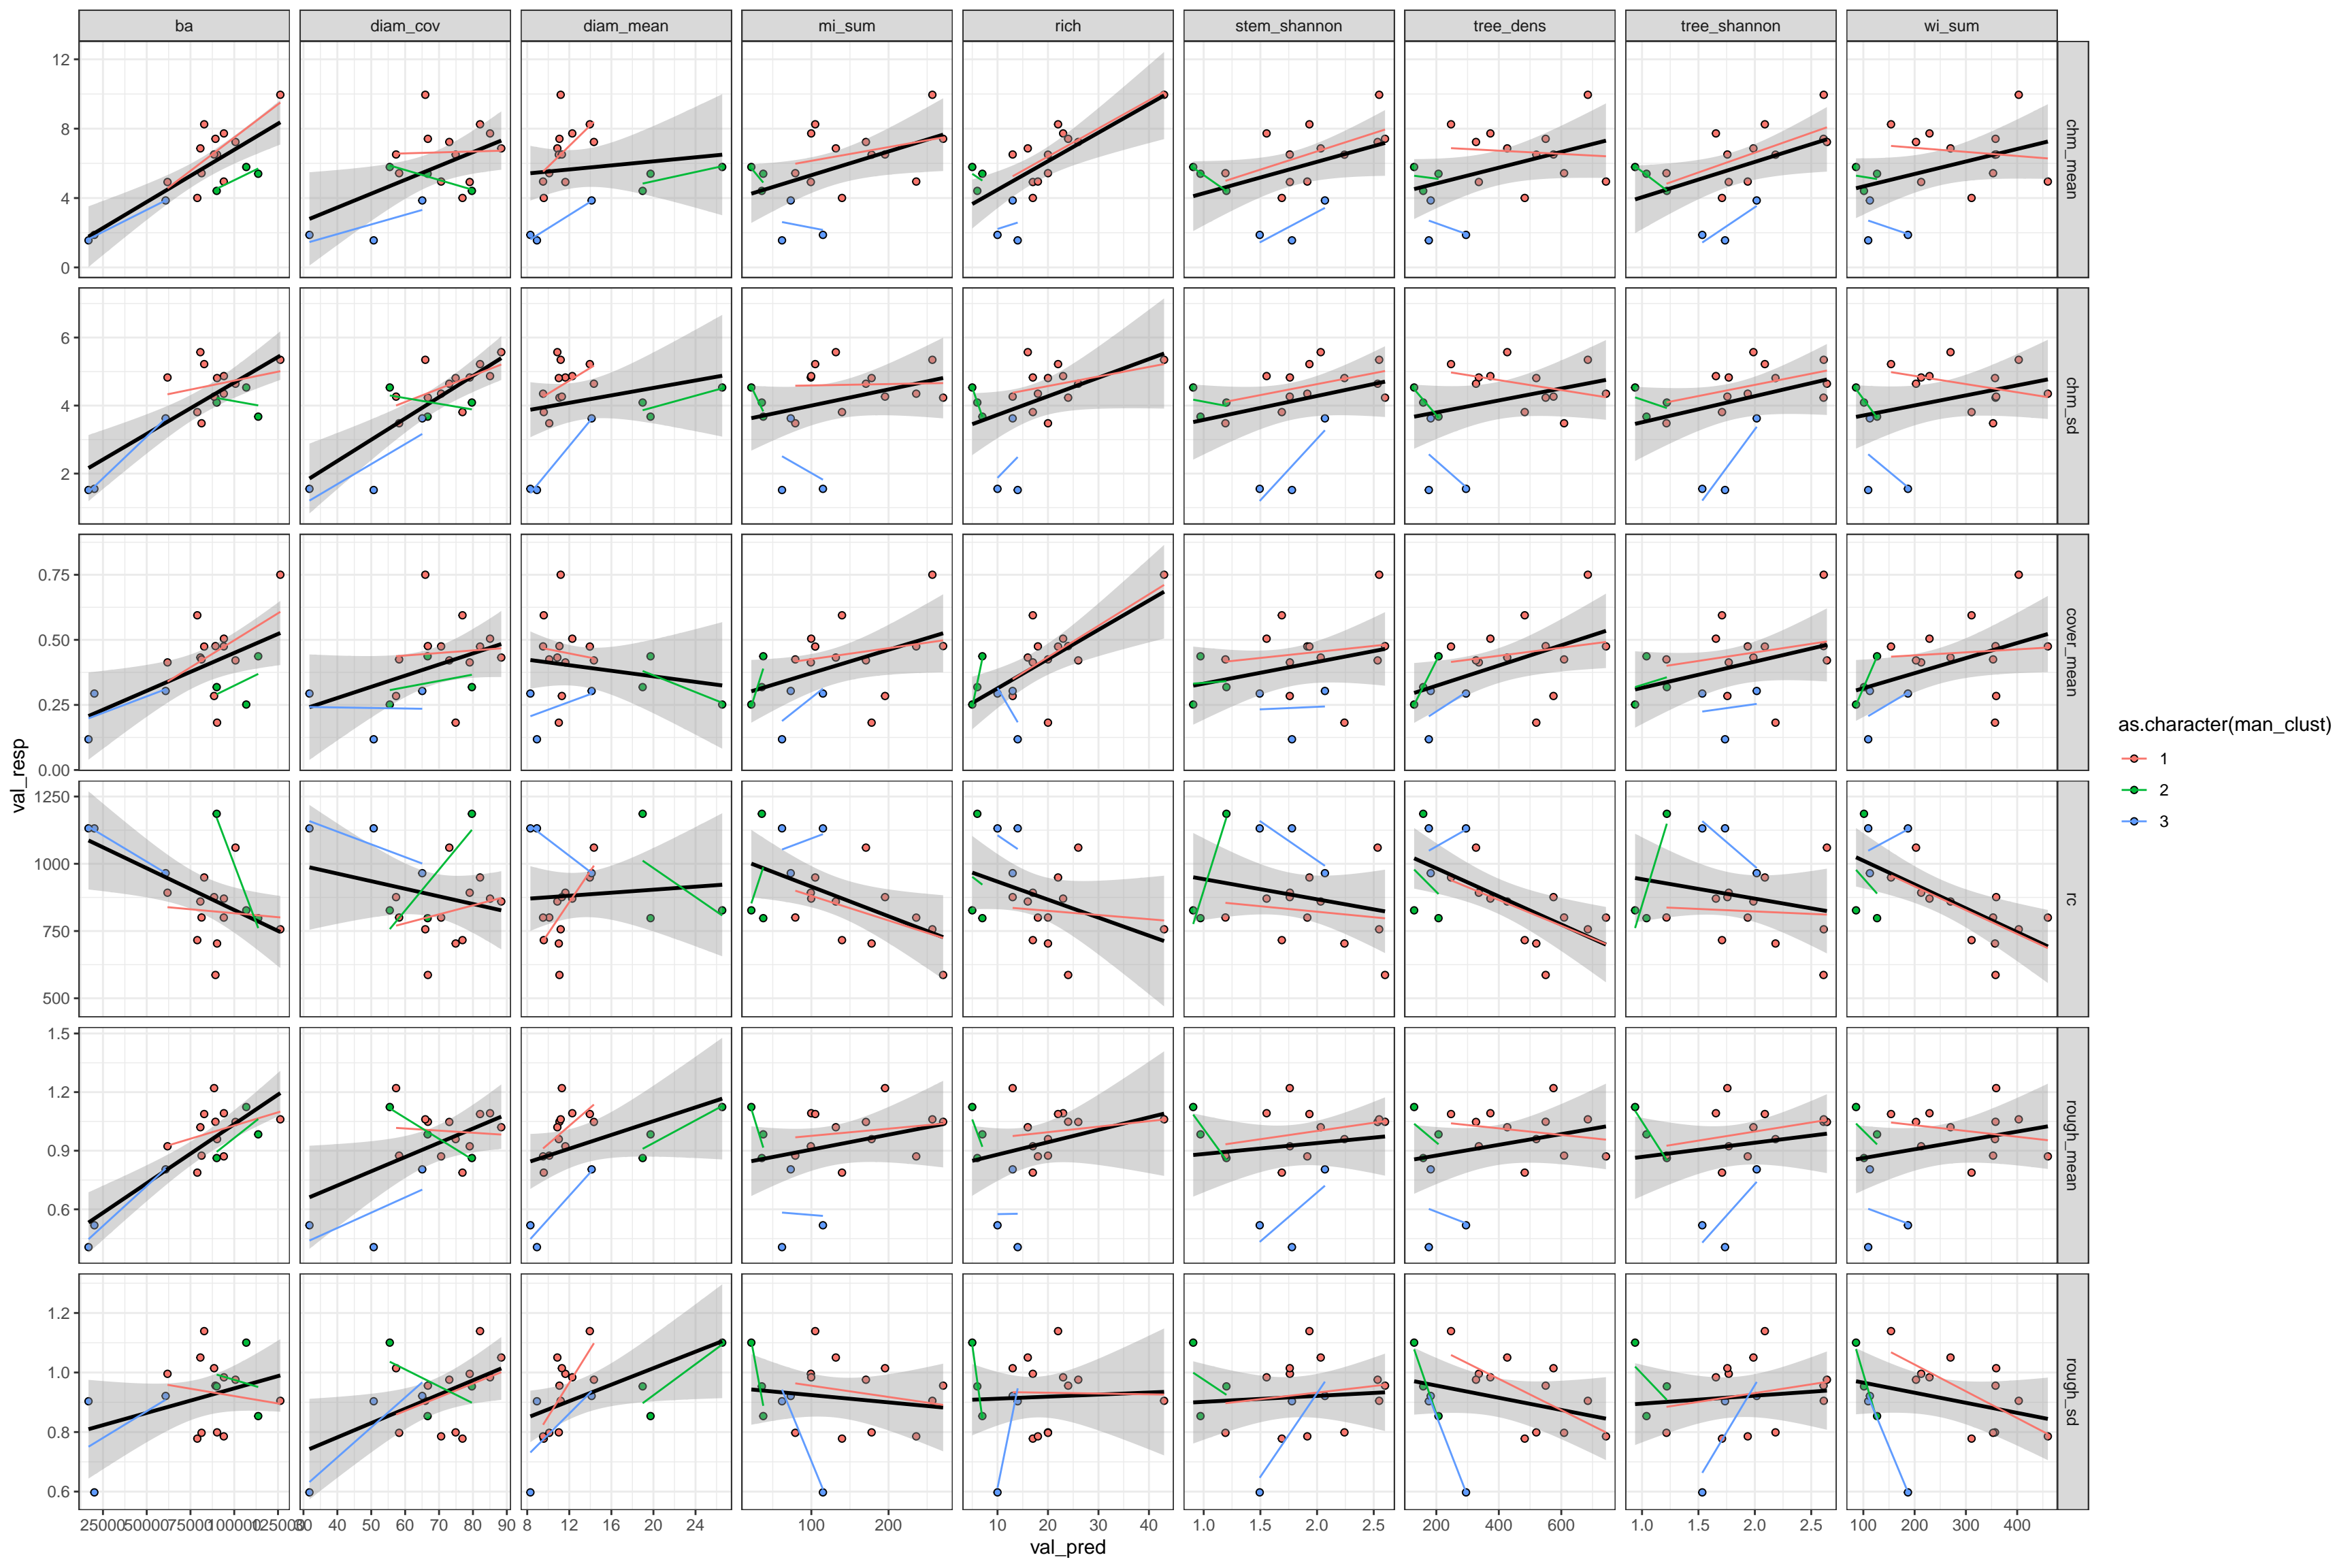 ba diam_cov diam_mean mi_sum rich stem_shannon tree_dens tree_shannon wi_sum
12
8
4
0
chm_mean
6
4
2
chm_sd
0.75
0.50
0.25
0.00
cover_mean
1250
1000
750
500
rc
1.5
1.2
0.9
0.6
rough_mean
1.2
1.0
0.8
0.6
rough_sd
val_resp
25000 50000 75000 100000 125000 30 40 50 60 70 80 90 8 12 16 20 24 100 200 10 20 30 40 1.0 1.5 2.0 2.5 200 400 600 1.0 1.5 2.0 2.5 100 200 300 400
val_pred
as.character(man_clust)
1
2
3